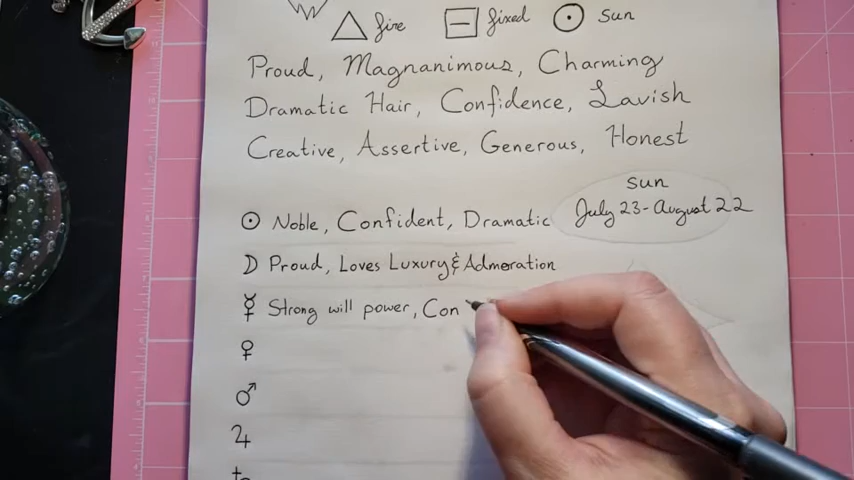 fire fixed Sun
Proud, Magnanimous, Charming
Dramatic Hair, Confidence, Lavish
Creative, Assertive, Generous, Honest
sun
July 23-August 22
☉ Noble, Confident, Dramatic
☽ Proud, Loves Luxury & Admoration
☿ Strong will power, Con
♀
♂
♃